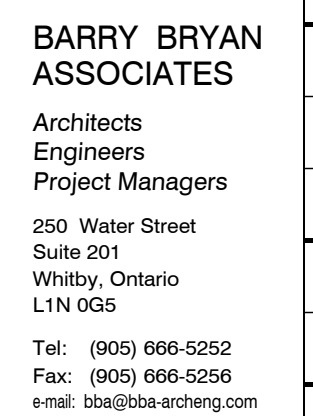 BARRY BRYAN
ASSOCIATES
Architects
Engineers
Project Managers
250 Water Street
Suite 201
Whitby, Ontario
L1N 0G5
Tel: (905) 666-5252
Fax: (905) 666-5256
e-mail: bba@bba-archeng.com